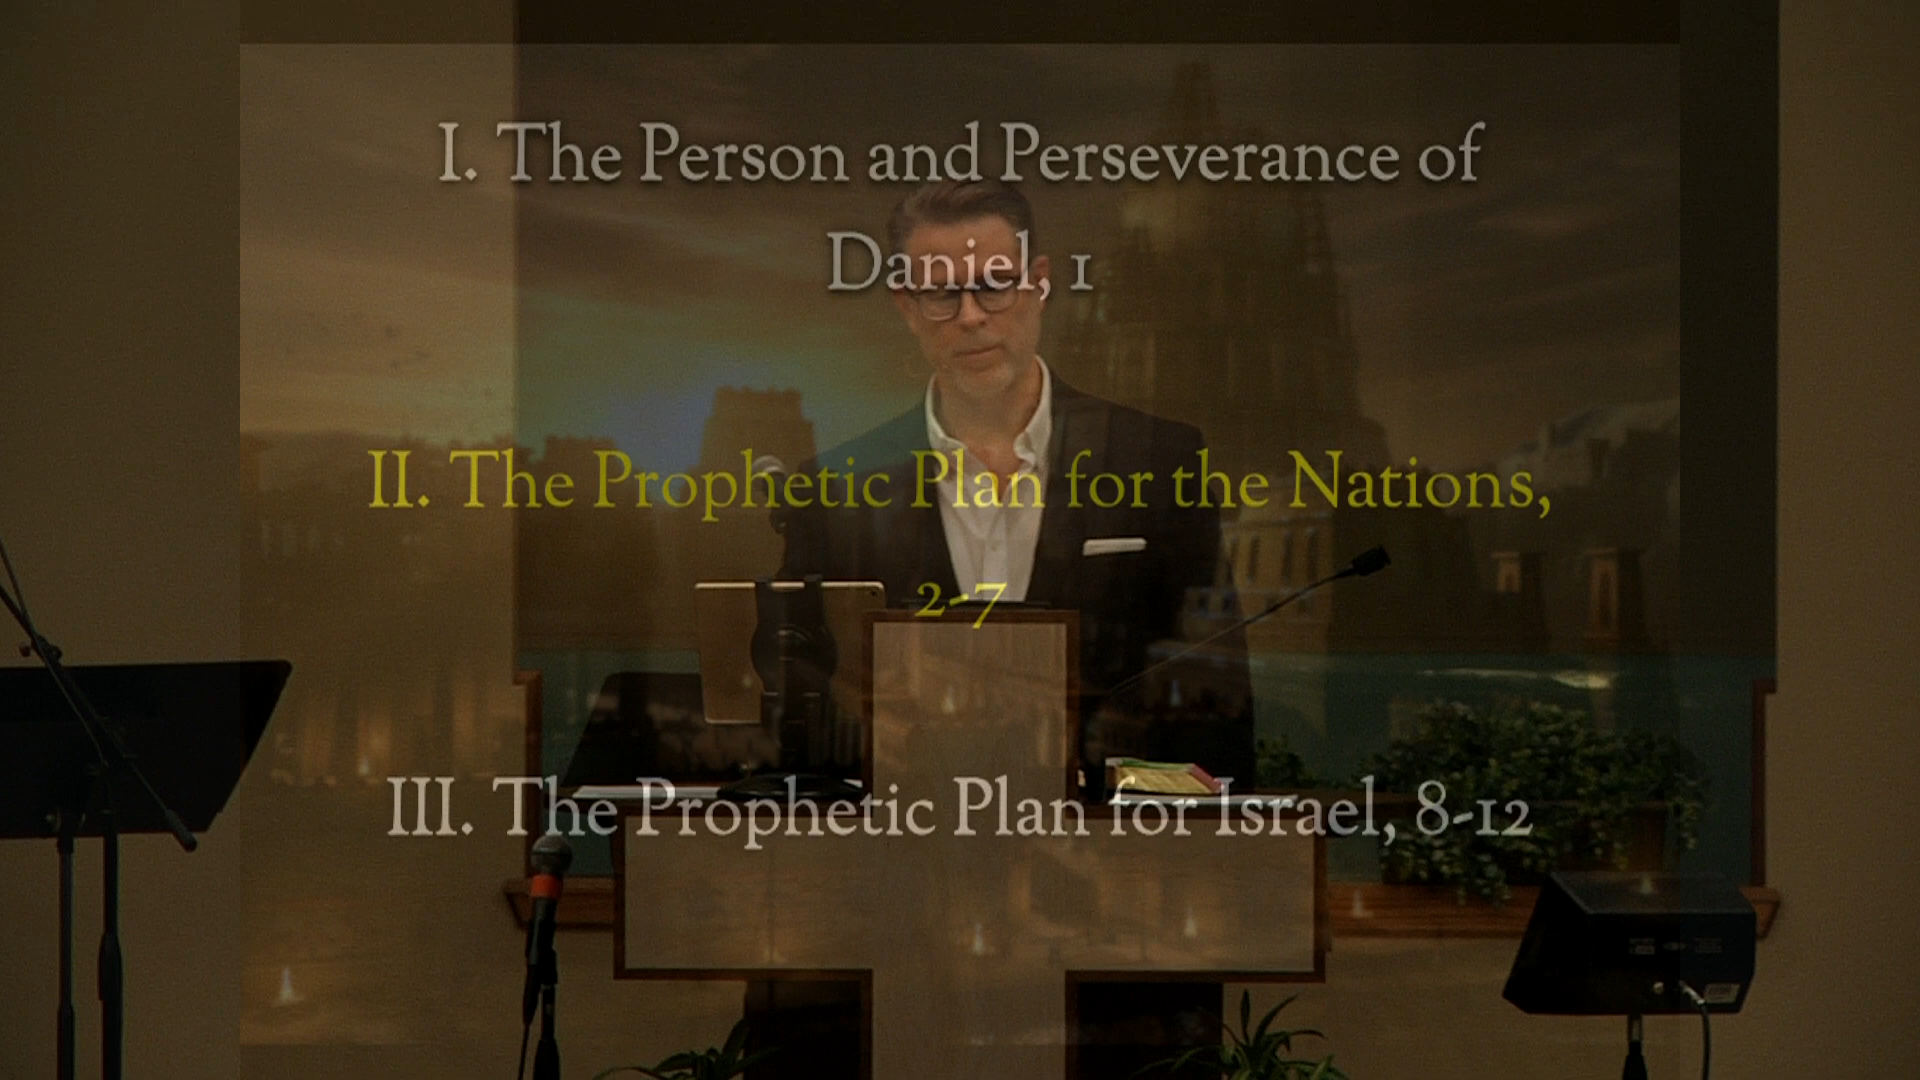 I. The Person and Perseverance of
Daniel, 1
II. The Prophetic Plan for the Nations,
2-7
III. The Prophetic Plan for Israel, 8-12